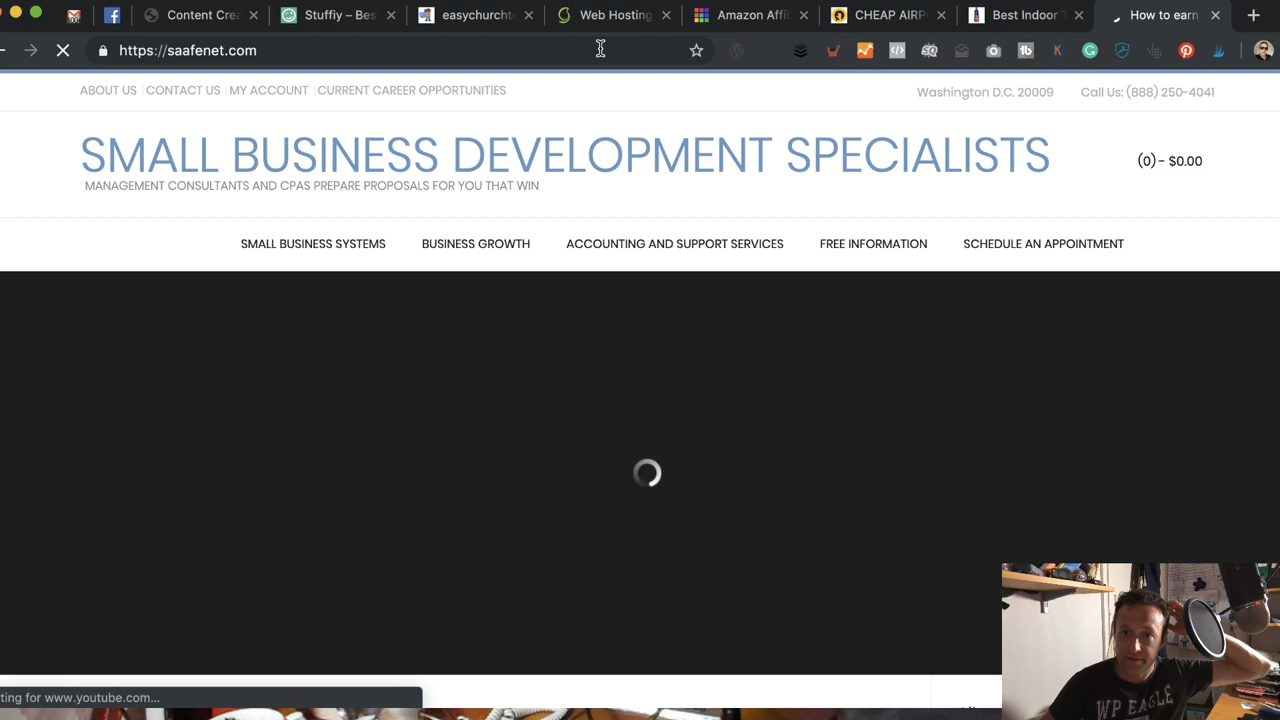 Content Crea
Stuffiy – Bes
easychurchte
Web Hosting
Amazon Affil
CHEAP AIRP
Best Indoor T
How to earn
https://saafenet.com
ABOUT US CONTACT US MY ACCOUNT CURRENT CAREER OPPORTUNITIES
Washington D.C. 20009 Call Us: (888) 250-4041
SMALL BUSINESS DEVELOPMENT SPECIALISTS
(0) - $0.00
MANAGEMENT CONSULTANTS AND CPAS PREPARE PROPOSALS FOR YOU THAT WIN
SMALL BUSINESS SYSTEMS BUSINESS GROWTH ACCOUNTING AND SUPPORT SERVICES FREE INFORMATION SCHEDULE AN APPOINTMENT
ting for www.youtube.com...
WP EAGLE